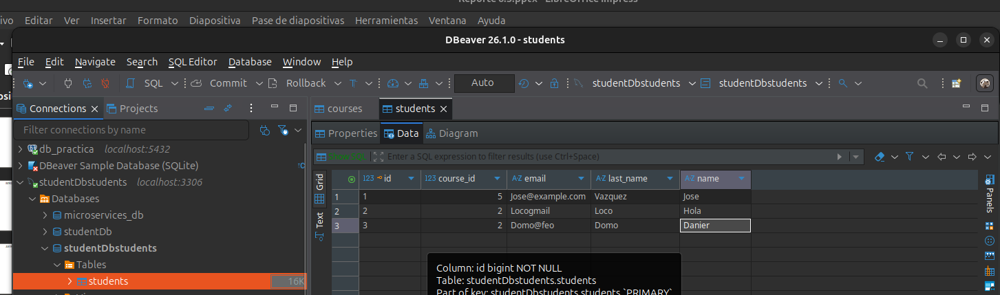 ivo Editar Ver Insertar Formato Diapositiva Pase de diapositivas Herramientas Ventana Ayuda
DBeaver 26.1.0 - students
File Edit Navigate Search SQL Editor Database Window Help
SQL Commit Rollback T Auto studentDbstudents studentDbstudents
Connections Projects
courses students
Filter connections by name
Properties Data Diagram
db_practica localhost:5432
DBeaver Sample Database (SQLite)
studentDbstudents localhost:3306
Databases
microservices_db
studentDb
studentDbstudents
Tables
students 16K
Show SQL Enter a SQL expression to filter results (use Ctrl+Space)
Grid
Text
123 id 123 course_id A-Z email A-Z last_name A-Z name
1 1 5 Jose@example.com Vazquez Jose
2 2 2 Locogmail Loco Hola
3 3 2 Domo@feo Domo Danier
Column: id bigint NOT NULL
Table: studentDbstudents.students
Part of key: studentDbstudents.students.`PRIMARY`
Panels